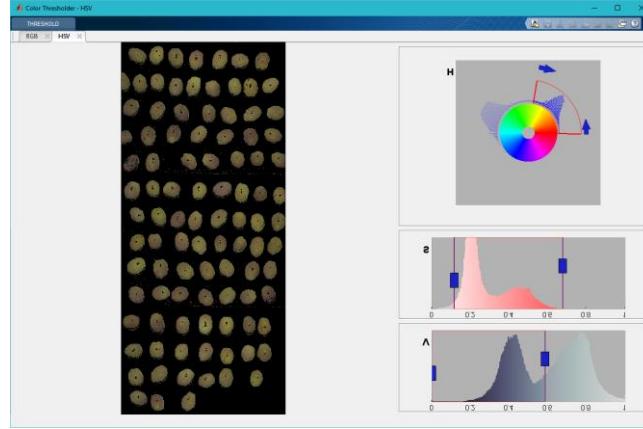 Color Thresholder - HSV
THRESHOLD
RGB
HSV
H
S
0 0.2 0.4 0.6 0.8 1
V
0 0.2 0.4 0.6 0.8 1